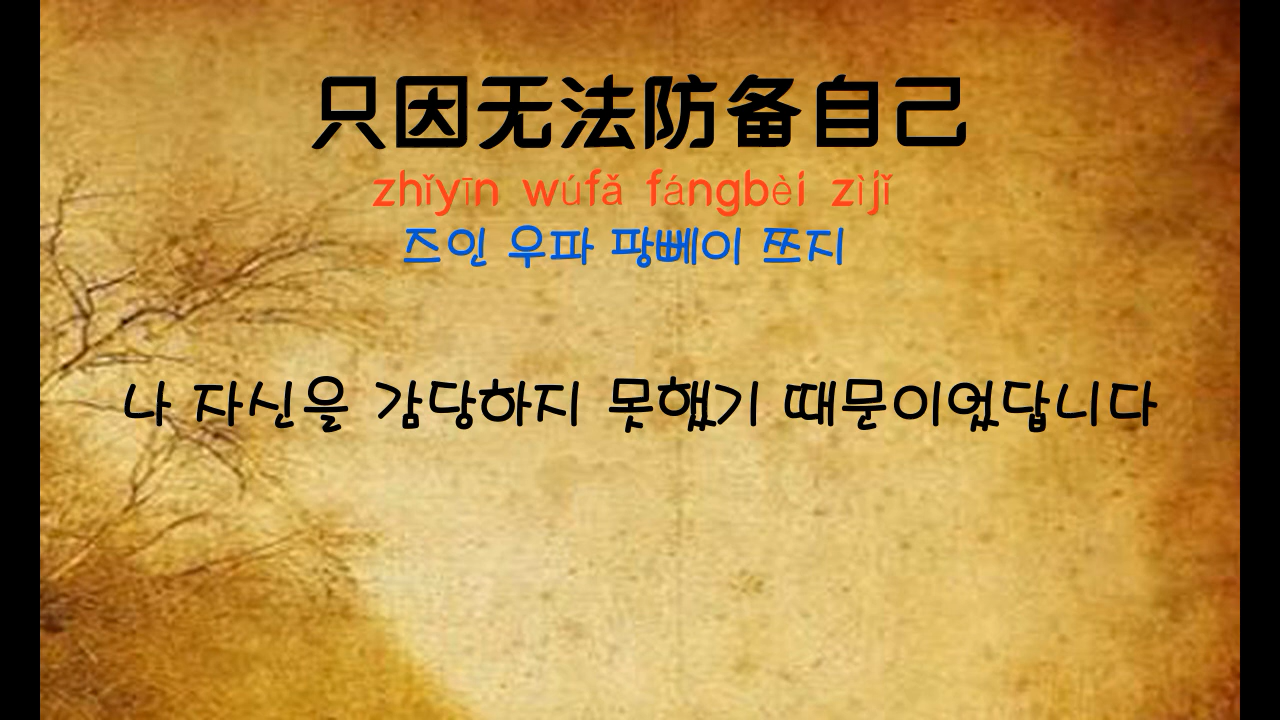 只因无法防备自己
zhǐyīn wúfǎ fángbèi zìjǐ
즈인 우파 팡뻬이 쯔지
나 자신을 감당하지 못했기 때문이었답니다